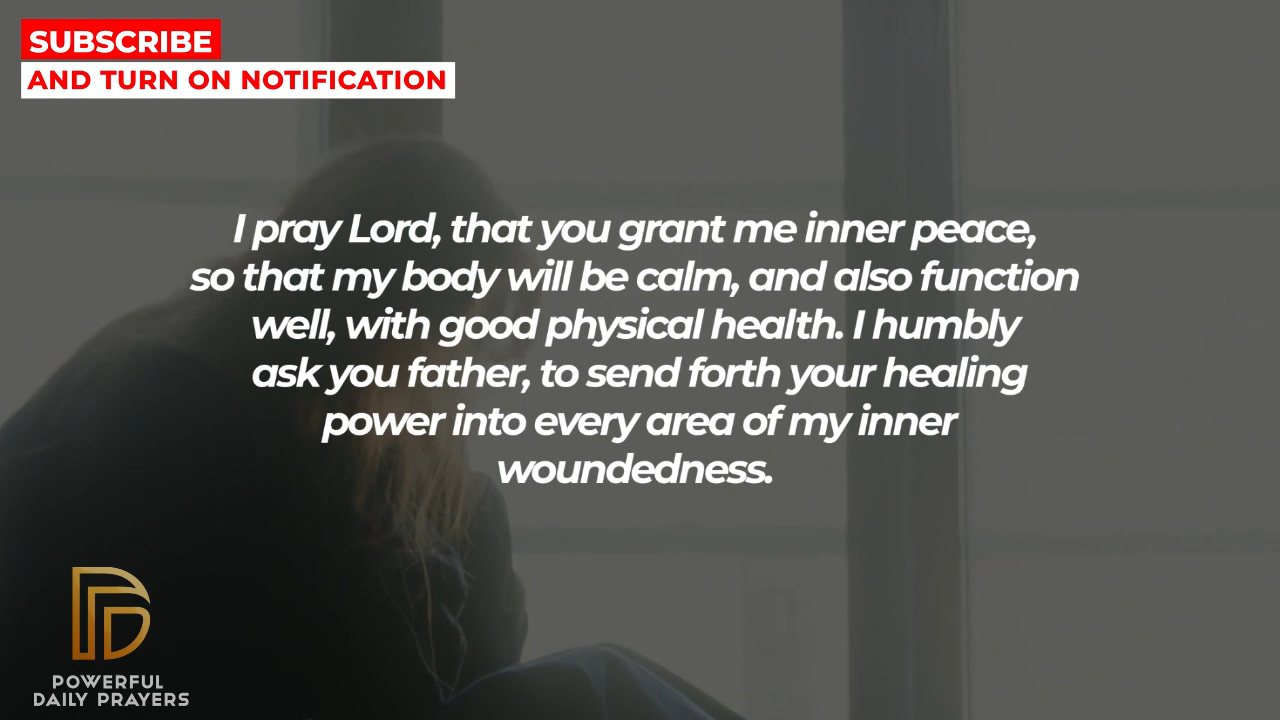 SUBSCRIBE
AND TURN ON NOTIFICATION
I pray Lord, that you grant me inner peace,
so that my body will be calm, and also function
well, with good physical health. I humbly
ask you father, to send forth your healing
power into every area of my inner
woundedness.
POWERFUL
DAILY PRAYERS